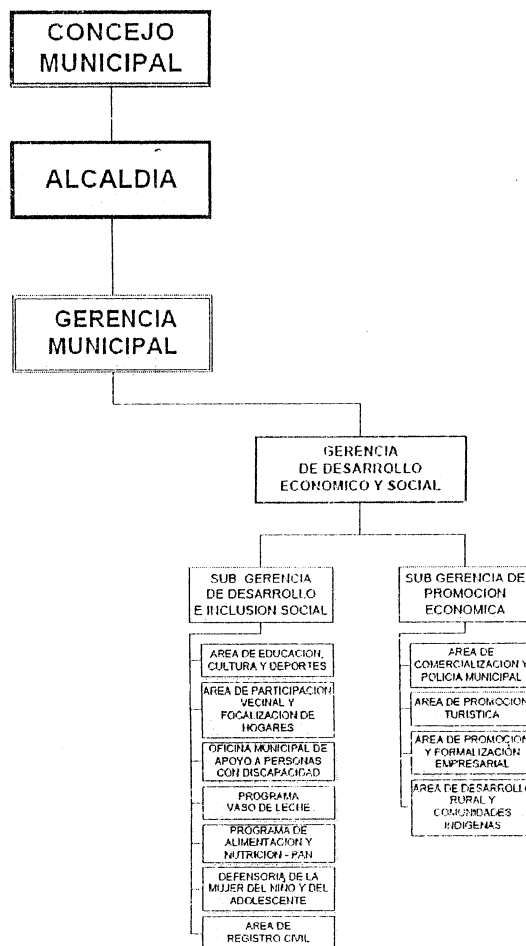 CONCEJO
MUNICIPAL
ALCALDIA
GERENCIA
MUNICIPAL
GERENCIA
DE DESARROLLO
ECONOMICO Y SOCIAL
SUB GERENCIA
DE DESARROLLO
E INCLUSION SOCIAL
AREA DE EDUCACION,
CULTURA Y DEPORTES
AREA DE PARTICIPACION
VECINAL Y
FOCALIZACION DE
HOGARES
OFICINA MUNICIPAL DE
APOYO A PERSONAS
CON DISCAPACIDAD
PROGRAMA
VASO DE LECHE
PROGRAMA DE
ALIMENTACION Y
NUTRICION - PAN
DEFENSORIA DE LA
MUJER DEL NIÑO Y DEL
ADOLESCENTE
AREA DE
REGISTRO CIVIL
SUB GERENCIA DE
PROMOCION
ECONOMICA
AREA DE
COMERCIALIZACION Y
POLICIA MUNICIPAL
AREA DE PROMOCION
TURISTICA
AREA DE PROMOCION
Y FORMALIZACIÓN
EMPRESARIAL
AREA DE DESARROLLO
RURAL Y
COMUNIDADES
INDIGENAS